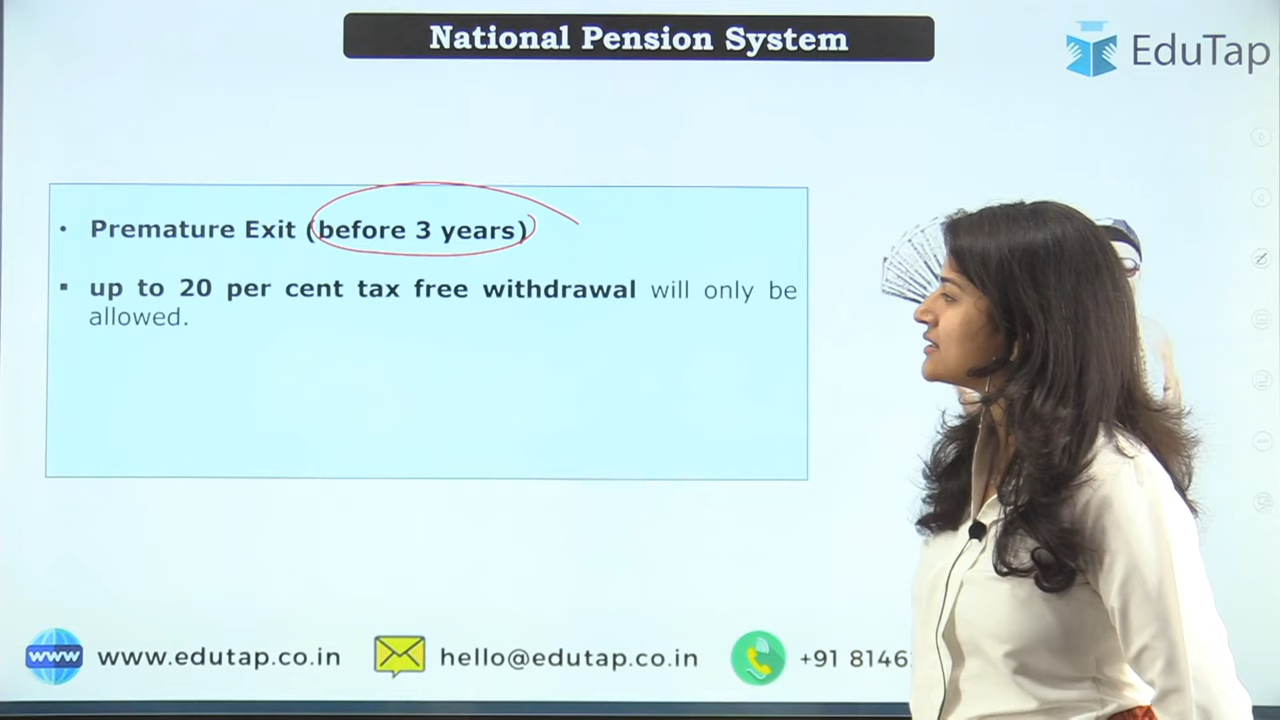 National Pension System
EduTap
• Premature Exit (before 3 years)
▪ up to 20 per cent tax free withdrawal will only be
allowed.
www
www.edutap.co.in
hello@edutap.co.in
+91 8146